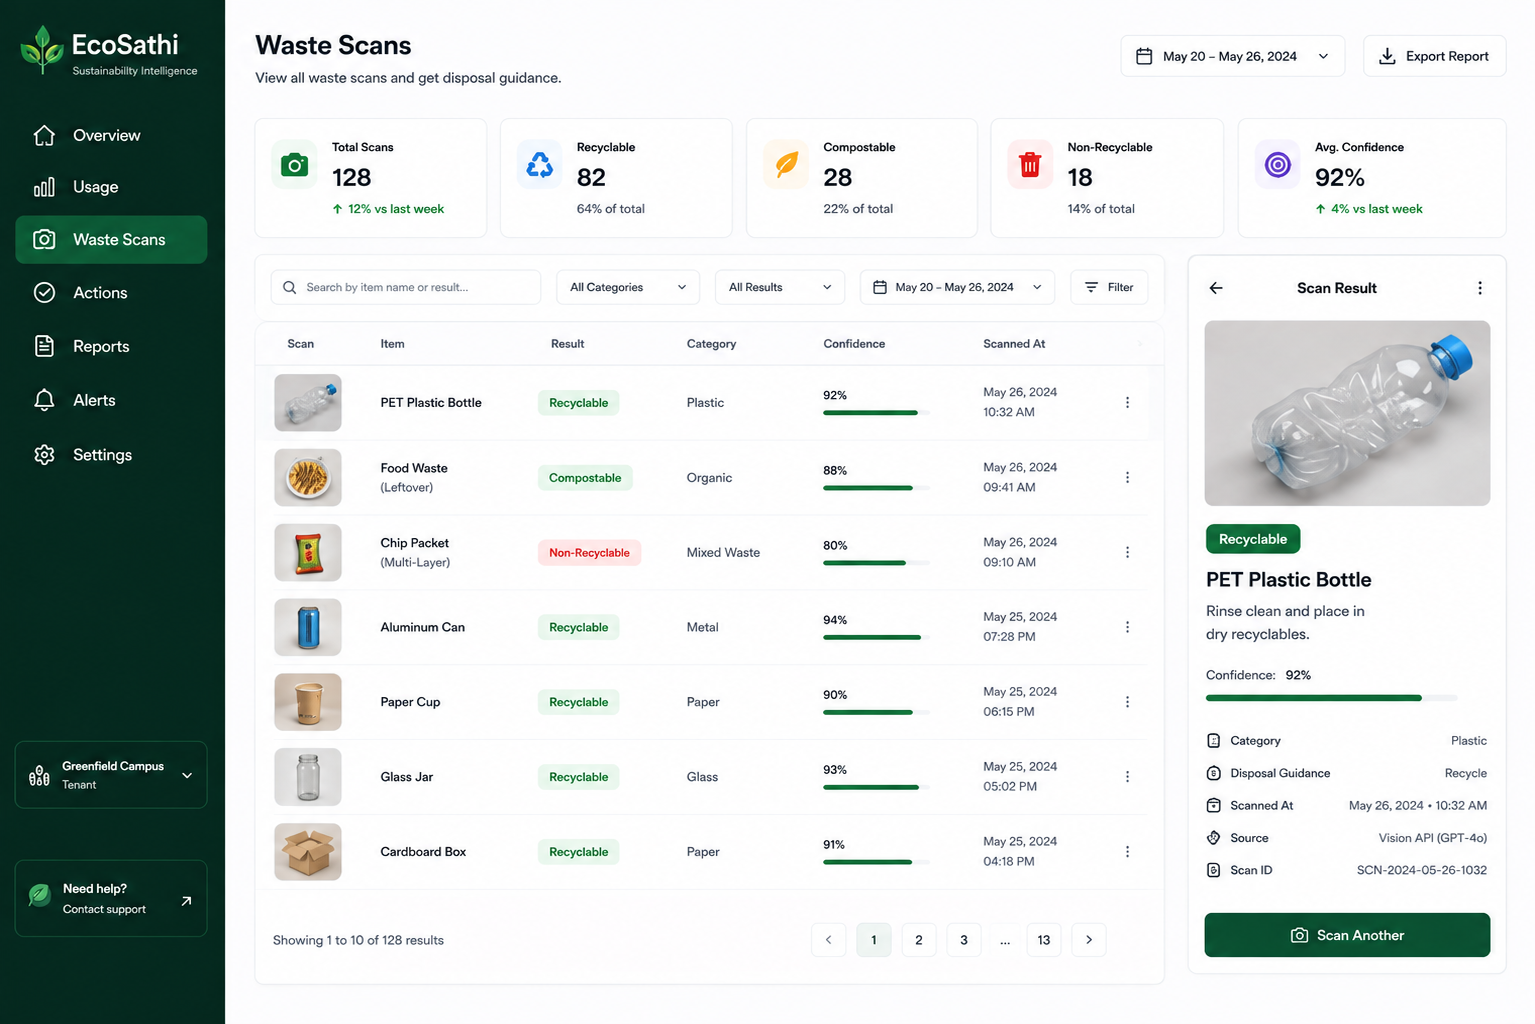 EcoSathi
Sustainability Intelligence
Overview
Usage
Waste Scans
Actions
Reports
Alerts
Settings
Greenfield Campus
Tenant
Need help?
Contact support
Waste Scans
View all waste scans and get disposal guidance.
May 20 – May 26, 2024
Export Report
Total Scans
128
↑ 12% vs last week
Recyclable
82
64% of total
Compostable
28
22% of total
Non-Recyclable
18
14% of total
Avg. Confidence
92%
↑ 4% vs last week
Search by item name or result...
All Categories
All Results
May 20 – May 26, 2024
Filter
Scan Item Result Category Confidence Scanned At
PET Plastic Bottle
Recyclable
Plastic
92%
May 26, 2024
10:32 AM
Food Waste
(Leftover)
Compostable
Organic
88%
May 26, 2024
09:41 AM
Chip Packet
(Multi-Layer)
Non-Recyclable
Mixed Waste
80%
May 26, 2024
09:10 AM
Aluminum Can
Recyclable
Metal
94%
May 25, 2024
07:28 PM
Paper Cup
Recyclable
Paper
90%
May 25, 2024
06:15 PM
Glass Jar
Recyclable
Glass
93%
May 25, 2024
05:02 PM
Cardboard Box
Recyclable
Paper
91%
May 25, 2024
04:18 PM
Showing 1 to 10 of 128 results
‹ 1 2 3 ... 13 ›
Scan Result
Recyclable
PET Plastic Bottle
Rinse clean and place in
dry recyclables.
Confidence: 92%
Category Plastic
Disposal Guidance Recycle
Scanned At May 26, 2024 • 10:32 AM
Source Vision API (GPT-4o)
Scan ID SCN-2024-05-26-1032
Scan Another